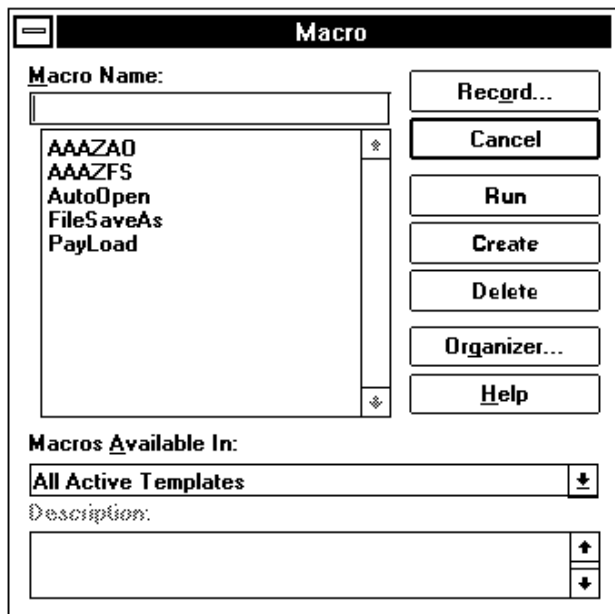 Macro
Macro Name:
Record...
Cancel
AAAZAO
AAAZFS
AutoOpen
FileSaveAs
PayLoad
Run
Create
Delete
Organizer...
Help
Macros Available In:
All Active Templates
Description: